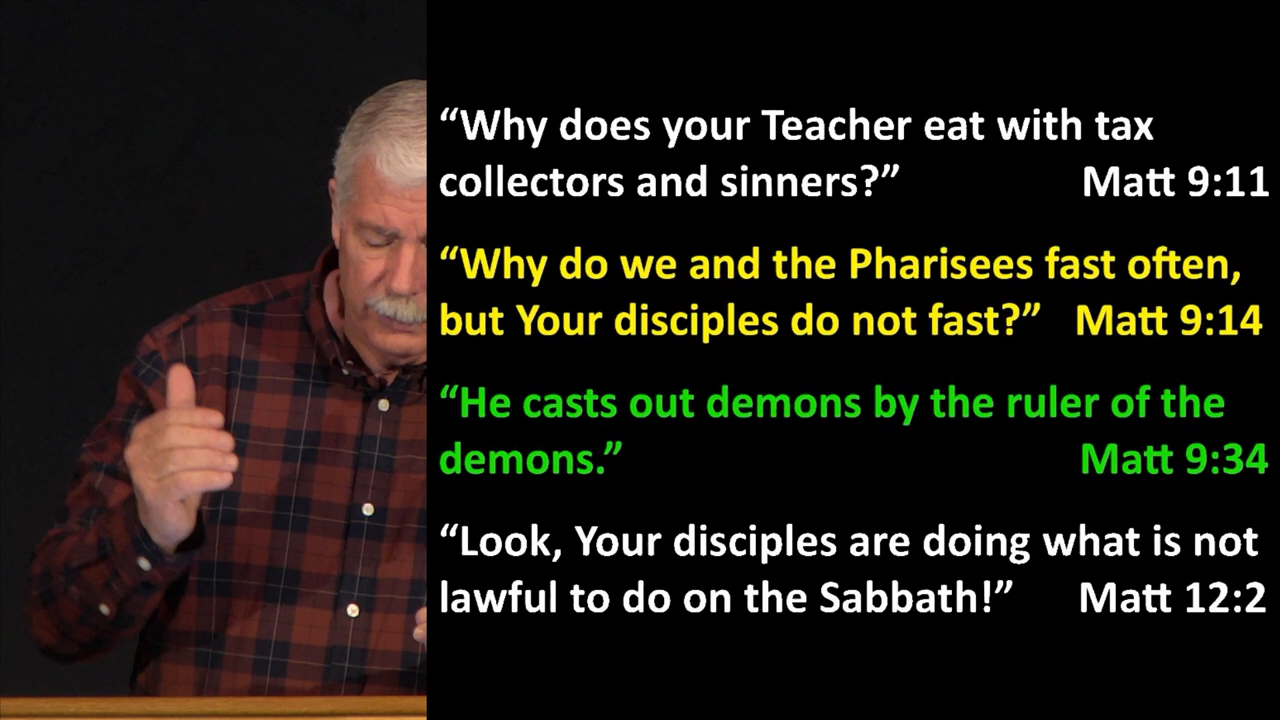 “Why does your Teacher eat with tax
collectors and sinners?” Matt 9:11
“Why do we and the Pharisees fast often,
but Your disciples do not fast?” Matt 9:14
“He casts out demons by the ruler of the
demons.” Matt 9:34
“Look, Your disciples are doing what is not
lawful to do on the Sabbath!” Matt 12:2